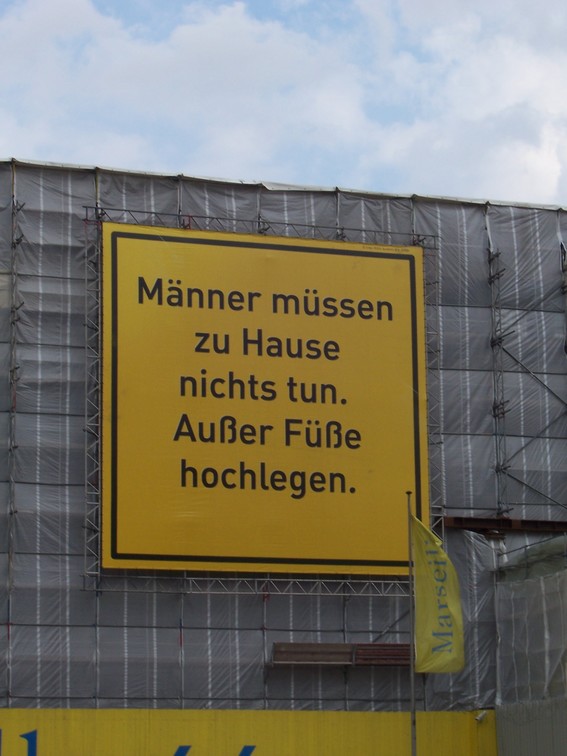 Männer müssen
zu Hause
nichts tun.
Außer Füße
hochlegen.